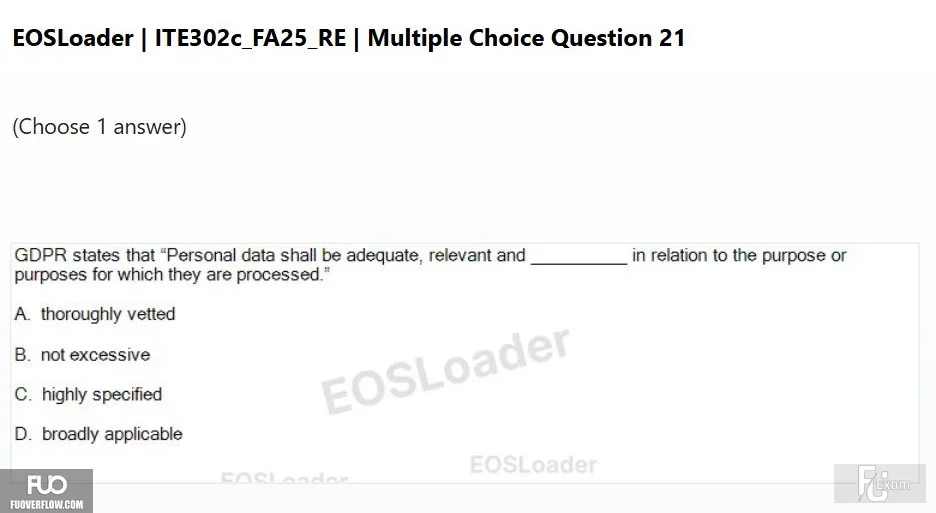 EOSLoader | ITE302c_FA25_RE | Multiple Choice Question 21
(Choose 1 answer)
GDPR states that “Personal data shall be adequate, relevant and __________ in relation to the purpose or
purposes for which they are processed.”
A. thoroughly vetted
B. not excessive
C. highly specified
D. broadly applicable
EOSLoader
EOSLoader
EOSLoader
FUO
FUOVERFLOW.COM
Exam